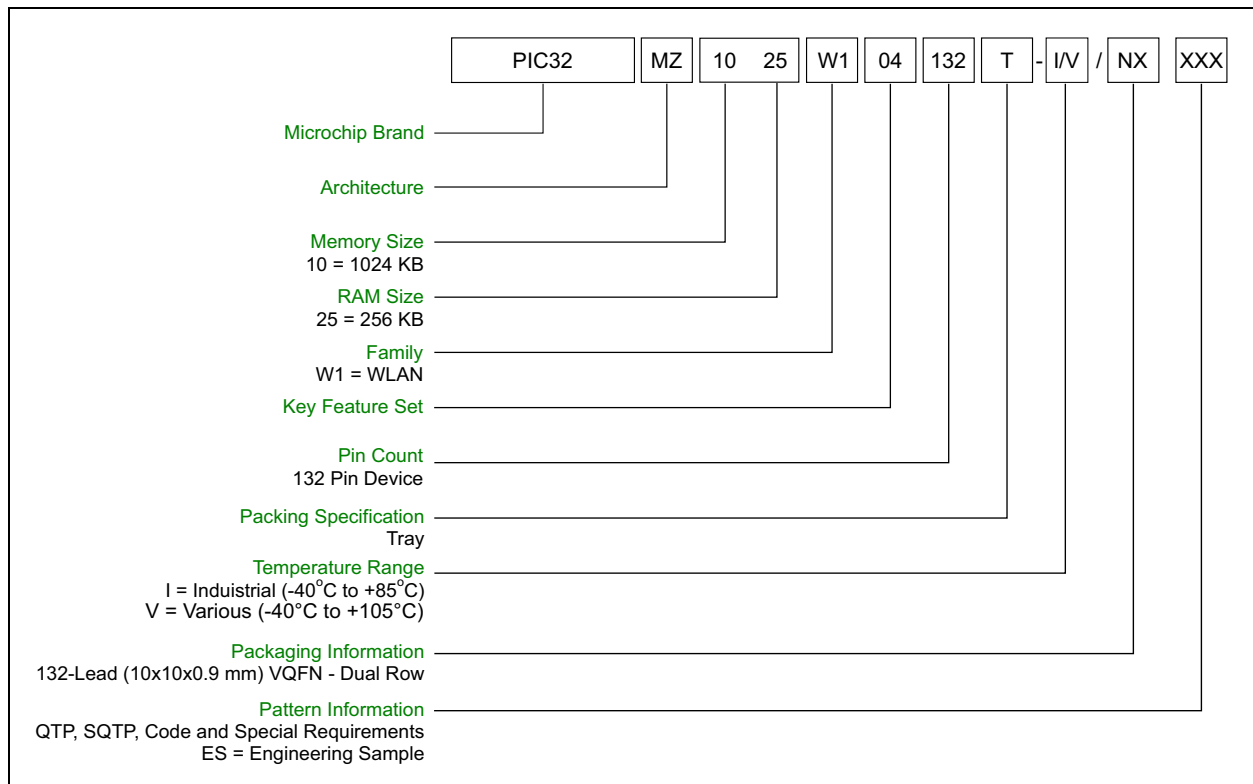 PIC32 MZ 10 25 W1 04 132 T - I/V / NX XXX
Microchip Brand
Architecture
Memory Size
10 = 1024 KB
RAM Size
25 = 256 KB
Family
W1 = WLAN
Key Feature Set
Pin Count
132 Pin Device
Packing Specification
Tray
Temperature Range
I = Induistrial (-40°C to +85°C)
V = Various (-40°C to +105°C)
Packaging Information
132-Lead (10x10x0.9 mm) VQFN - Dual Row
Pattern Information
QTP, SQTP, Code and Special Requirements
ES = Engineering Sample